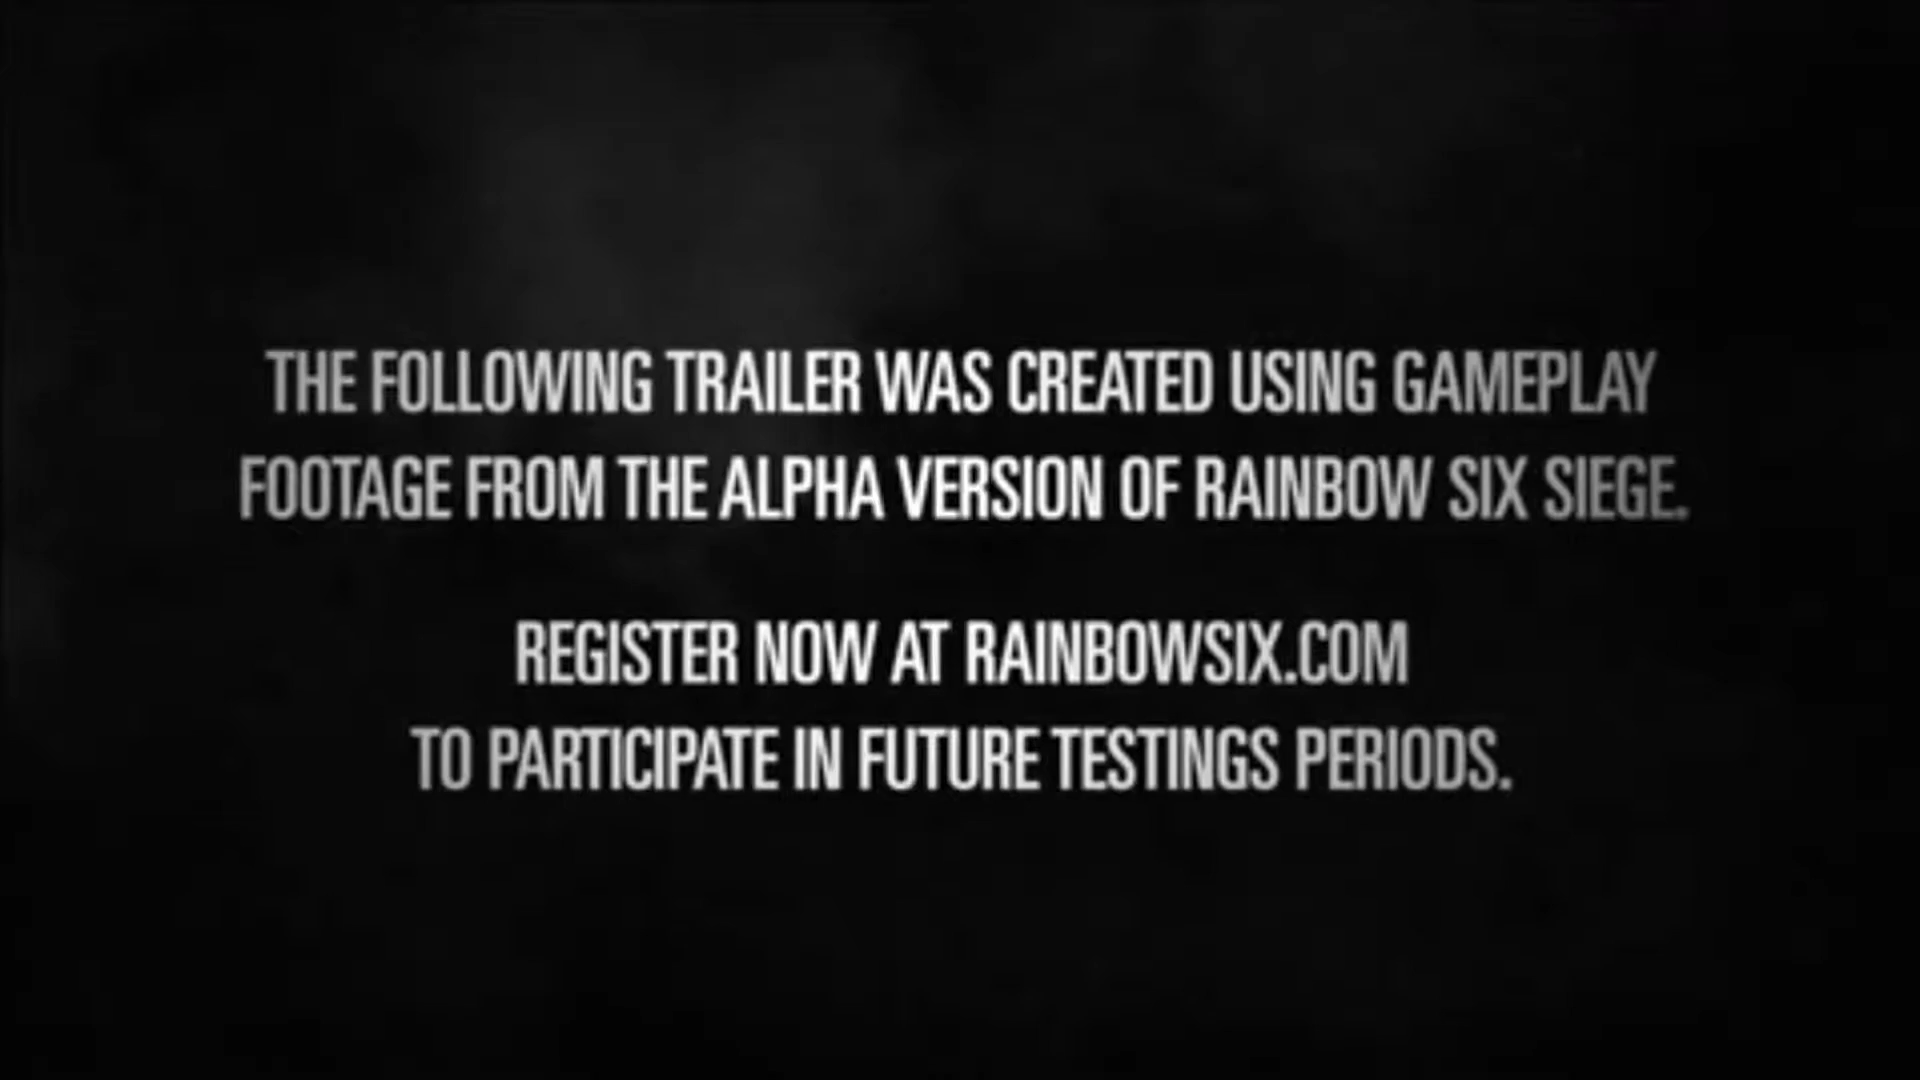 THE FOLLOWING TRAILER WAS CREATED USING GAMEPLAY
FOOTAGE FROM THE ALPHA VERSION OF RAINBOW SIX SIEGE.
REGISTER NOW AT RAINBOWSIX.COM
TO PARTICIPATE IN FUTURE TESTINGS PERIODS.